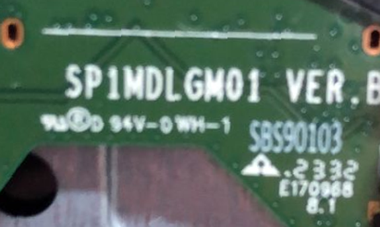 SP1MDLGM01 VER.B
D 94V-0 WH-1
SBS90103
.2332
E170968
8.1